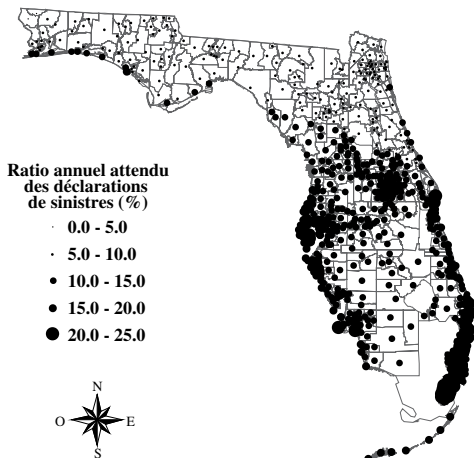 Ratio annuel attendu
des déclarations
de sinistres (%)
0.0 - 5.0
5.0 - 10.0
10.0 - 15.0
15.0 - 20.0
20.0 - 25.0
N
O E
S